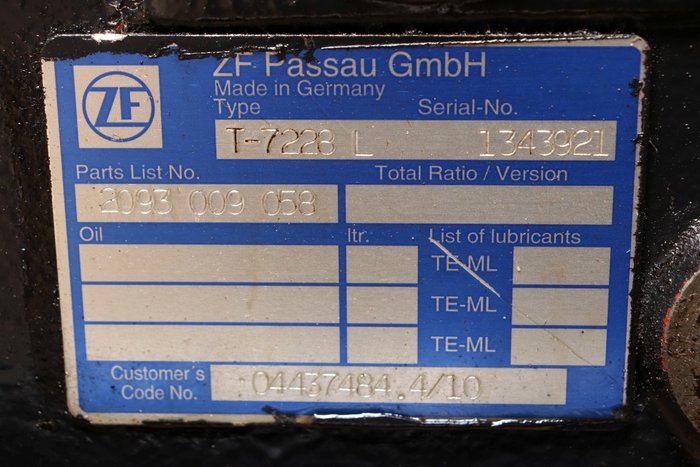 ZF Passau GmbH
ZF
Made in Germany
Type Serial-No.
T-7228 L 1343921
Parts List No. Total Ratio / Version
2093 009 058
Oil ltr. List of lubricants
TE-ML
TE-ML
TE-ML
Customer´s
Code No. 04437484.4/10